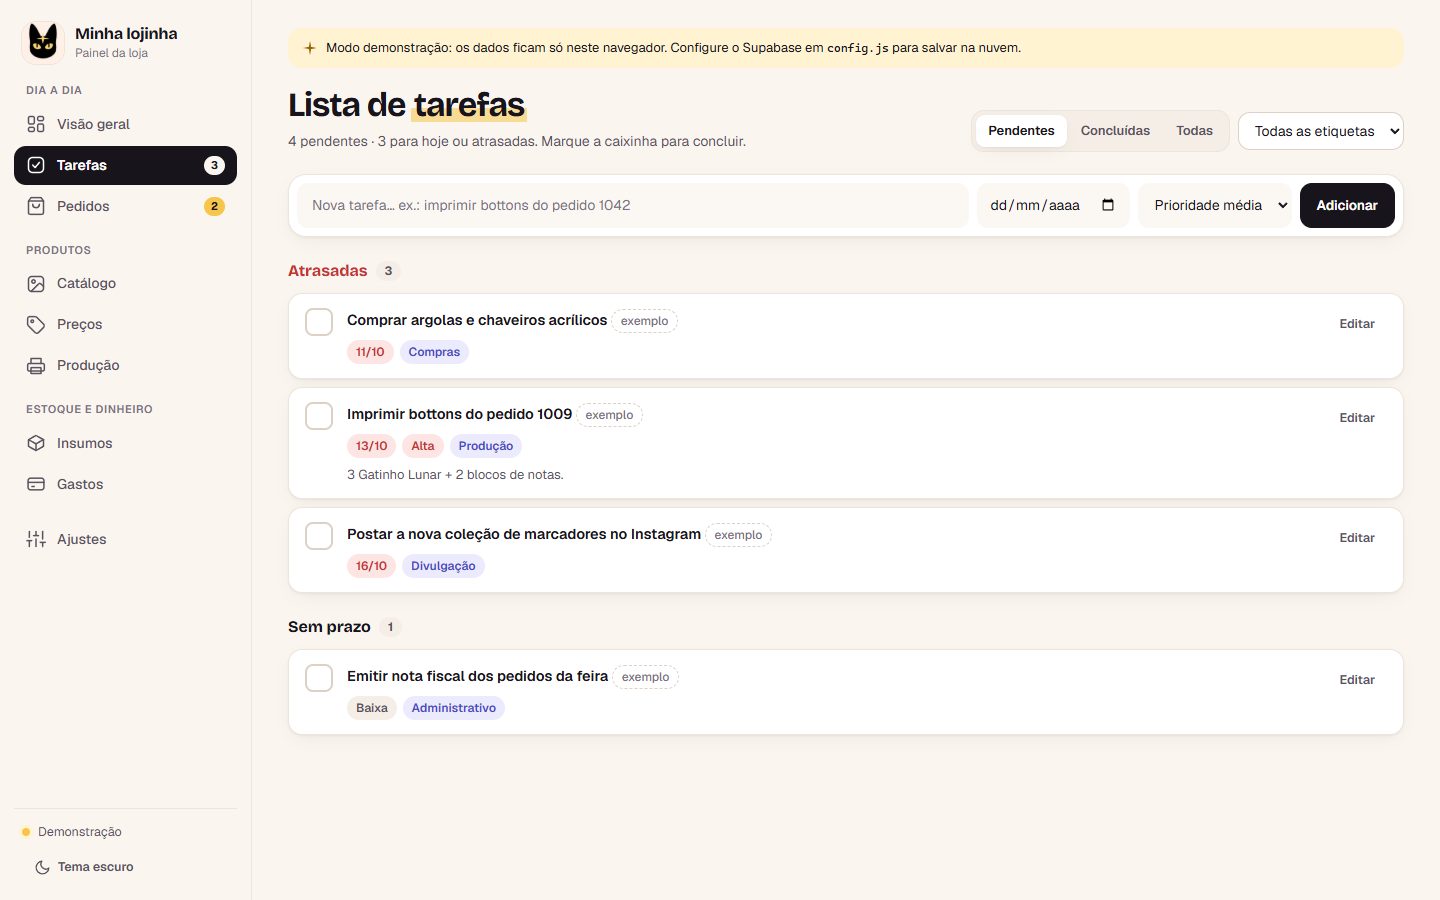 Minha lojinha
Painel da loja
DIA A DIA
Visão geral
Tarefas 3
Pedidos 2
PRODUTOS
Catálogo
Preços
Produção
ESTOQUE E DINHEIRO
Insumos
Gastos
Ajustes
Demonstração
Tema escuro
Modo demonstração: os dados ficam só neste navegador. Configure o Supabase em config.js para salvar na nuvem.
Lista de tarefas
4 pendentes · 3 para hoje ou atrasadas. Marque a caixinha para concluir.
Pendentes Concluídas Todas Todas as etiquetas
Nova tarefa... ex.: imprimir bottons do pedido 1042 dd/mm/aaaa Prioridade média Adicionar
Atrasadas 3
Comprar argolas e chaveiros acrílicos exemplo Editar
11/10 Compras
Imprimir bottons do pedido 1009 exemplo Editar
13/10 Alta Produção
3 Gatinho Lunar + 2 blocos de notas.
Postar a nova coleção de marcadores no Instagram exemplo Editar
16/10 Divulgação
Sem prazo 1
Emitir nota fiscal dos pedidos da feira exemplo Editar
Baixa Administrativo